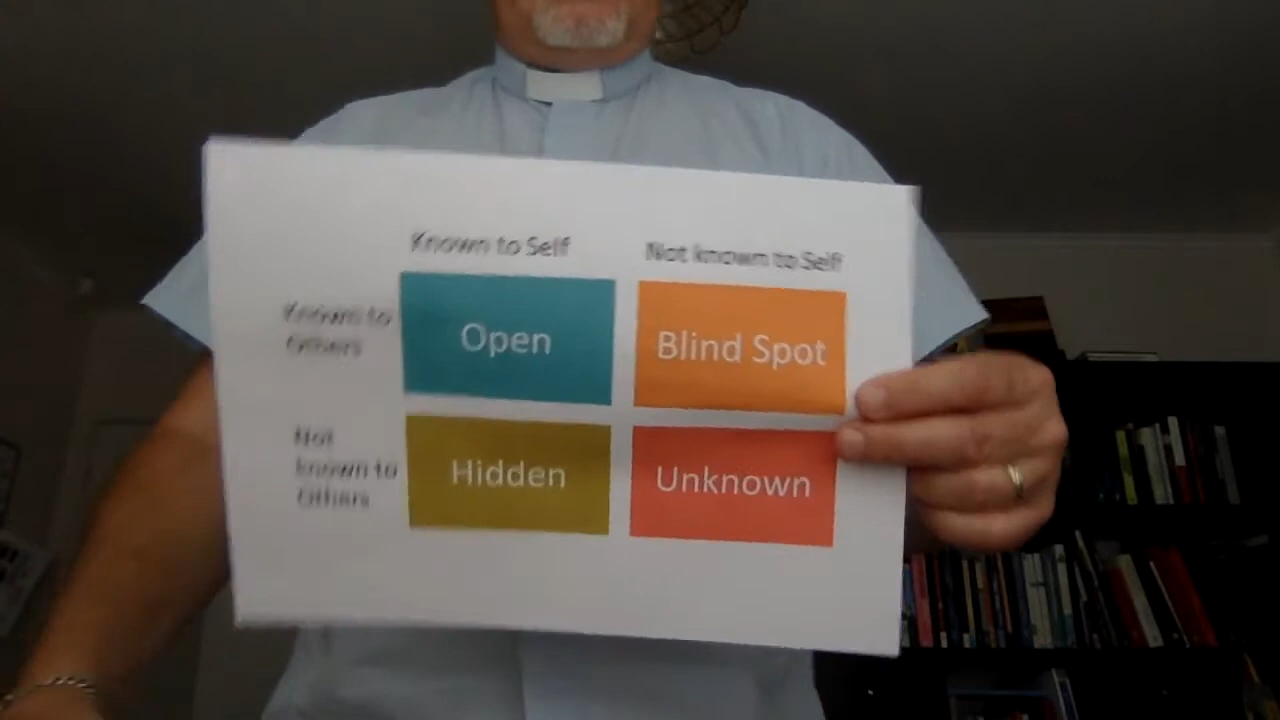 Known to Self
Not known to Self
Known to
Others
Open
Blind Spot
Not
known to
Others
Hidden
Unknown